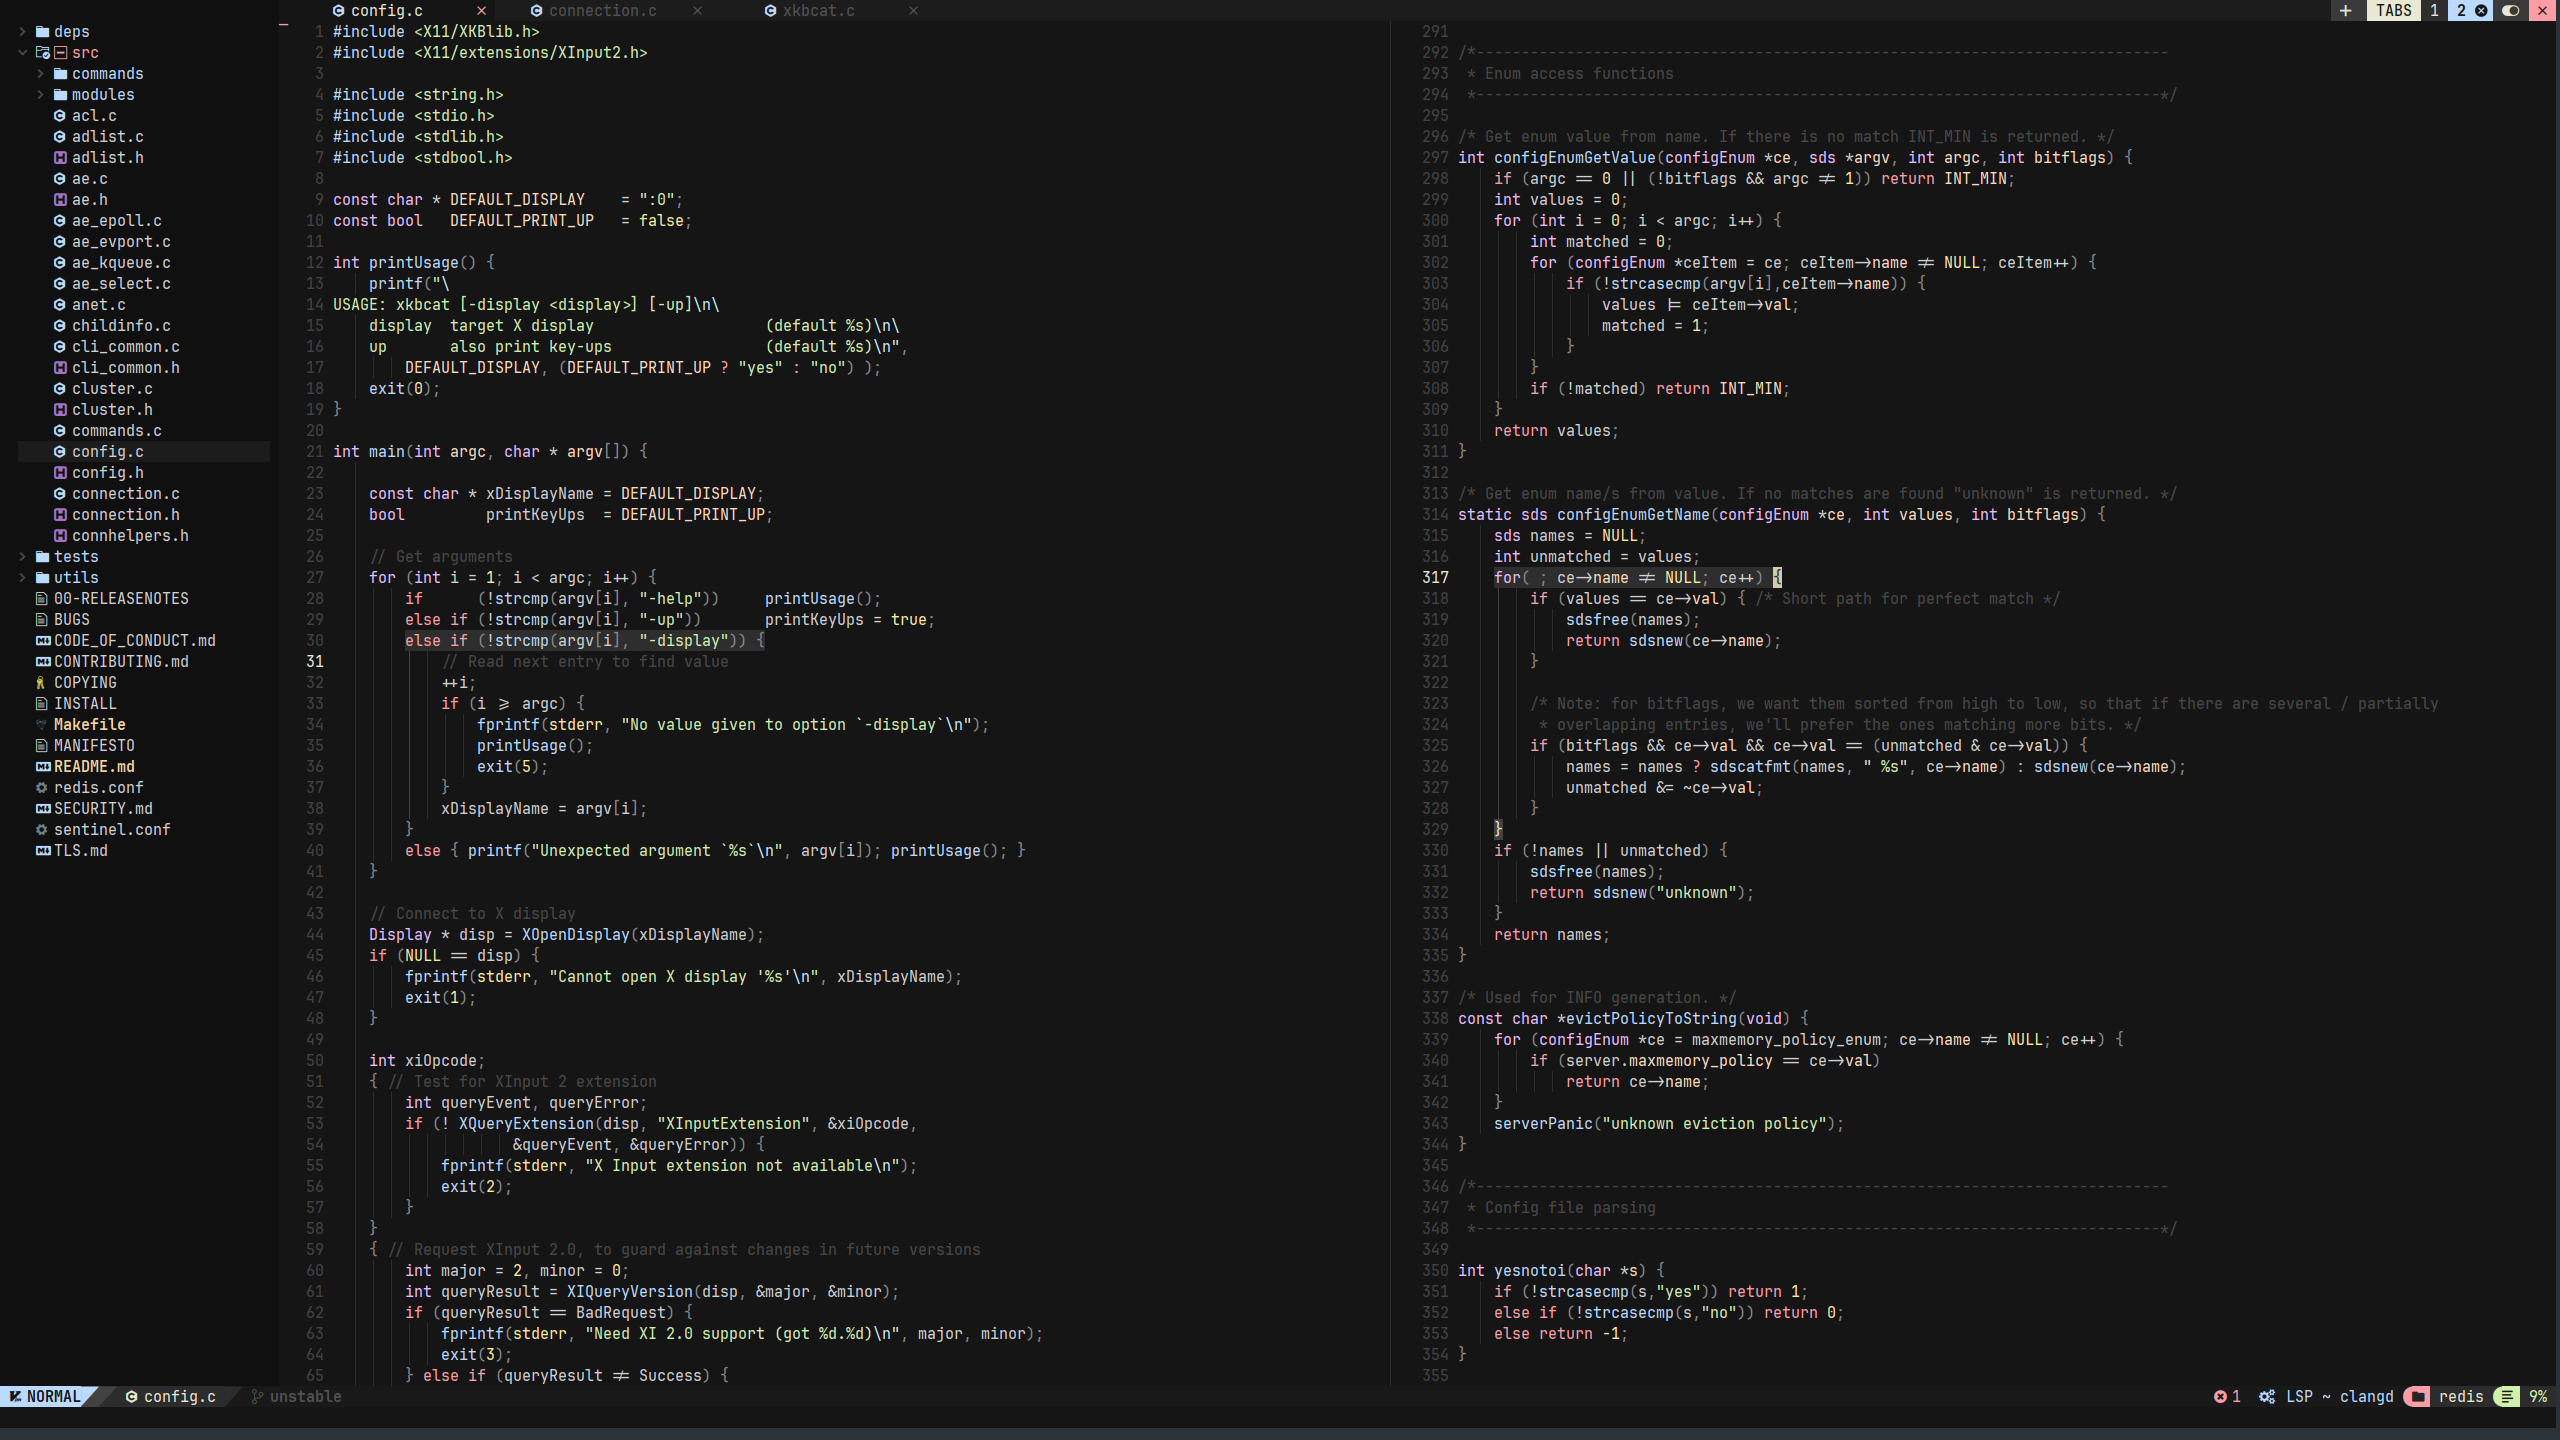 config.c × connection.c × xkbcat.c × + TABS 1 2 ×
deps
src
commands
modules
acl.c
adlist.c
adlist.h
ae.c
ae.h
ae_epoll.c
ae_evport.c
ae_kqueue.c
ae_select.c
anet.c
childinfo.c
cli_common.c
cli_common.h
cluster.c
cluster.h
commands.c
config.c
config.h
connection.c
connection.h
connhelpers.h
tests
utils
00-RELEASENOTES
BUGS
CODE_OF_CONDUCT.md
CONTRIBUTING.md
COPYING
INSTALL
Makefile
MANIFESTO
README.md
redis.conf
SECURITY.md
sentinel.conf
TLS.md
1 #include <X11/XKBlib.h>
2 #include <X11/extensions/XInput2.h>
3
4 #include <string.h>
5 #include <stdio.h>
6 #include <stdlib.h>
7 #include <stdbool.h>
8
9 const char * DEFAULT_DISPLAY    = ":0";
10 const bool   DEFAULT_PRINT_UP   = false;
11
12 int printUsage() {
13     printf("\
14 USAGE: xkbcat [-display <display>] [-up]\n\
15     display  target X display                   (default %s)\n\
16     up       also print key-ups                 (default %s)\n",
17         DEFAULT_DISPLAY, (DEFAULT_PRINT_UP ? "yes" : "no") );
18     exit(0);
19 }
20
21 int main(int argc, char * argv[]) {
22
23     const char * xDisplayName = DEFAULT_DISPLAY;
24     bool         printKeyUps  = DEFAULT_PRINT_UP;
25
26     // Get arguments
27     for (int i = 1; i < argc; i++) {
28         if      (!strcmp(argv[i], "-help"))     printUsage();
29         else if (!strcmp(argv[i], "-up"))       printKeyUps = true;
30         else if (!strcmp(argv[i], "-display")) {
31             // Read next entry to find value
32             ++i;
33             if (i >= argc) {
34                 fprintf(stderr, "No value given to option `-display`\n");
35                 printUsage();
36                 exit(5);
37             }
38             xDisplayName = argv[i];
39         }
40         else { printf("Unexpected argument `%s`\n", argv[i]); printUsage(); }
41     }
42
43     // Connect to X display
44     Display * disp = XOpenDisplay(xDisplayName);
45     if (NULL == disp) {
46         fprintf(stderr, "Cannot open X display '%s'\n", xDisplayName);
47         exit(1);
48     }
49
50     int xiOpcode;
51     { // Test for XInput 2 extension
52         int queryEvent, queryError;
53         if (! XQueryExtension(disp, "XInputExtension", &xiOpcode,
54                     &queryEvent, &queryError)) {
55             fprintf(stderr, "X Input extension not available\n");
56             exit(2);
57         }
58     }
59     { // Request XInput 2.0, to guard against changes in future versions
60         int major = 2, minor = 0;
61         int queryResult = XIQueryVersion(disp, &major, &minor);
62         if (queryResult == BadRequest) {
63             fprintf(stderr, "Need XI 2.0 support (got %d.%d)\n", major, minor);
64             exit(3);
65         } else if (queryResult != Success) {
291
292 /*-----------------------------------------------------------------------------
293  * Enum access functions
294  *----------------------------------------------------------------------------*/
295
296 /* Get enum value from name. If there is no match INT_MIN is returned. */
297 int configEnumGetValue(configEnum *ce, sds *argv, int argc, int bitflags) {
298     if (argc == 0 || (!bitflags && argc != 1)) return INT_MIN;
299     int values = 0;
300     for (int i = 0; i < argc; i++) {
301         int matched = 0;
302         for (configEnum *ceItem = ce; ceItem->name != NULL; ceItem++) {
303             if (!strcasecmp(argv[i],ceItem->name)) {
304                 values |= ceItem->val;
305                 matched = 1;
306             }
307         }
308         if (!matched) return INT_MIN;
309     }
310     return values;
311 }
312
313 /* Get enum name/s from value. If no matches are found "unknown" is returned. */
314 static sds configEnumGetName(configEnum *ce, int values, int bitflags) {
315     sds names = NULL;
316     int unmatched = values;
317     for( ; ce->name != NULL; ce++) {
318         if (values == ce->val) { /* Short path for perfect match */
319             sdsfree(names);
320             return sdsnew(ce->name);
321         }
322
323         /* Note: for bitflags, we want them sorted from high to low, so that if there are several / partially
324          * overlapping entries, we'll prefer the ones matching more bits. */
325         if (bitflags && ce->val && ce->val == (unmatched & ce->val)) {
326             names = names ? sdscatfmt(names, " %s", ce->name) : sdsnew(ce->name);
327             unmatched &= ~ce->val;
328         }
329     }
330     if (!names || unmatched) {
331         sdsfree(names);
332         return sdsnew("unknown");
333     }
334     return names;
335 }
336
337 /* Used for INFO generation. */
338 const char *evictPolicyToString(void) {
339     for (configEnum *ce = maxmemory_policy_enum; ce->name != NULL; ce++) {
340         if (server.maxmemory_policy == ce->val)
341             return ce->name;
342     }
343     serverPanic("unknown eviction policy");
344 }
345
346 /*-----------------------------------------------------------------------------
347  * Config file parsing
348  *----------------------------------------------------------------------------*/
349
350 int yesnotoi(char *s) {
351     if (!strcasecmp(s,"yes")) return 1;
352     else if (!strcasecmp(s,"no")) return 0;
353     else return -1;
354 }
355
NORMAL config.c unstable 1 LSP ~ clangd redis 9%